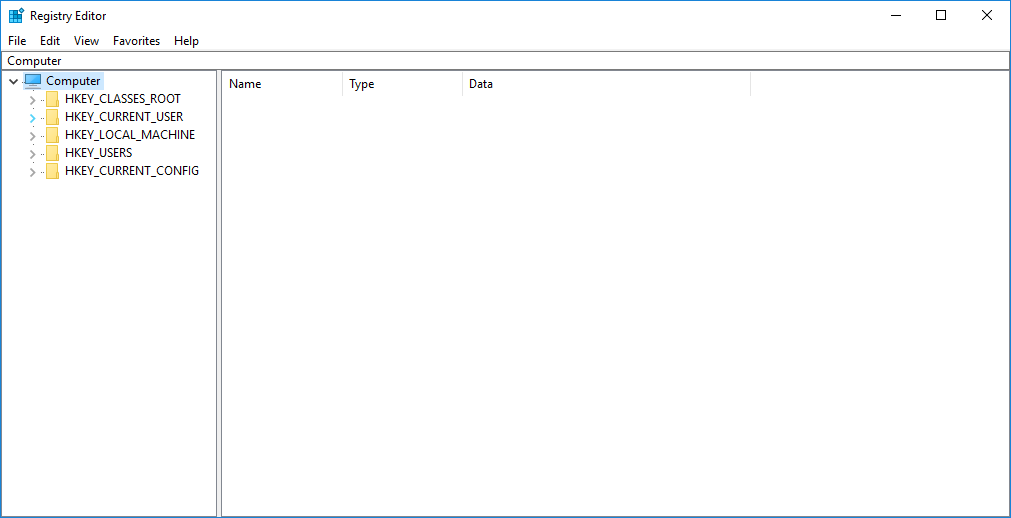 Registry Editor
File Edit View Favorites Help
Computer
Computer
HKEY_CLASSES_ROOT
HKEY_CURRENT_USER
HKEY_LOCAL_MACHINE
HKEY_USERS
HKEY_CURRENT_CONFIG
Name Type Data